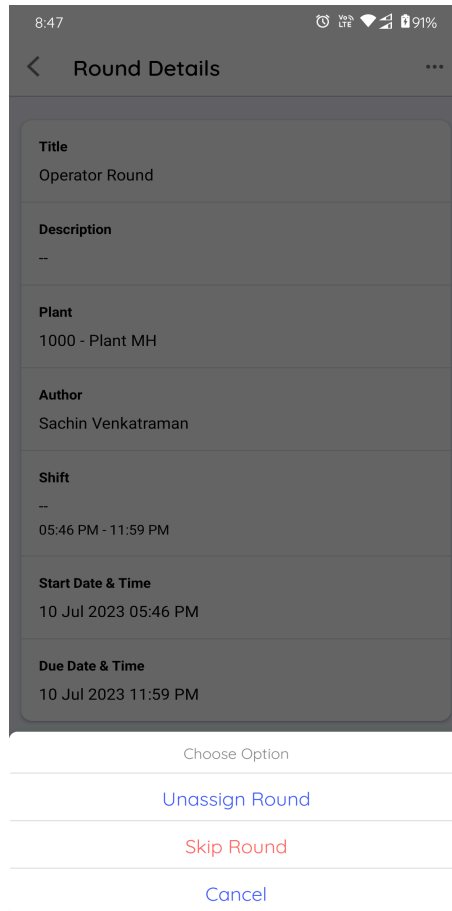 8:47
Vo LTE
91%
Round Details
Title
Operator Round
Description
--
Plant
1000 - Plant MH
Author
Sachin Venkatraman
Shift
--
05:46 PM - 11:59 PM
Start Date & Time
10 Jul 2023 05:46 PM
Due Date & Time
10 Jul 2023 11:59 PM
Choose Option
Unassign Round
Skip Round
Cancel